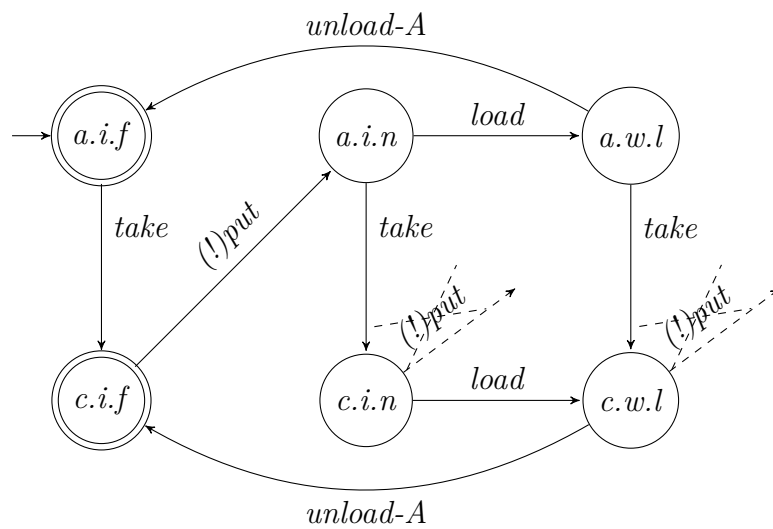 unload-A
a.i.f
a.i.n
load
a.w.l
take
(!)put
take
take
(!)put
(!)put
c.i.f
c.i.n
load
c.w.l
unload-A